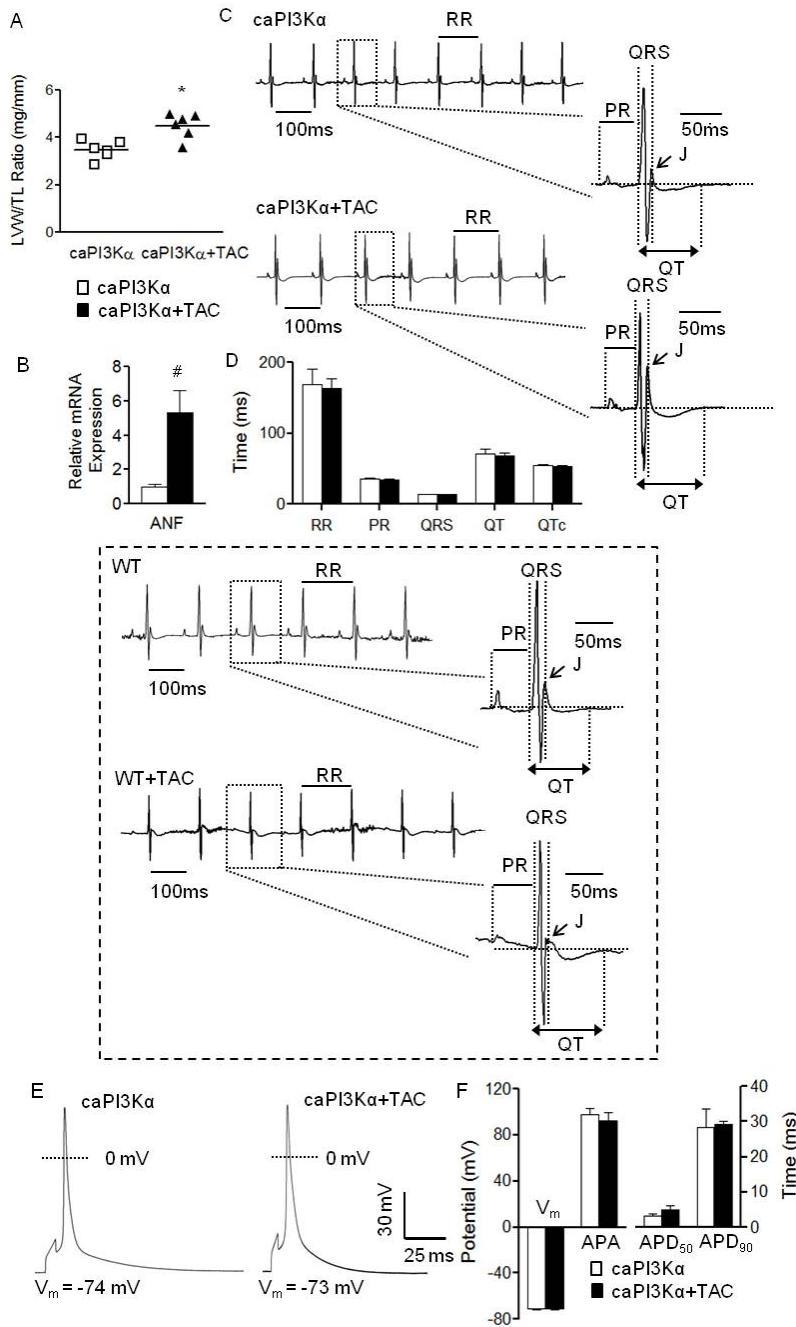 A
LVW/TL Ratio (mg/mm)
6
4
2
0
*
caPI3Kα
caPI3Kα+TAC
caPI3Kα
caPI3Kα+TAC
C
caPI3Kα
RR
100ms
QRS
PR
50ms
J
QT
caPI3Kα+TAC
RR
100ms
QRS
PR
50ms
J
QT
B
Relative mRNA
Expression
8
6
4
2
0
#
ANF
D
Time (ms)
200
100
0
RR
PR
QRS
QT
QTc
WT
RR
100ms
QRS
PR
50ms
J
QT
WT+TAC
RR
100ms
QRS
PR
50ms
J
QT
E
caPI3Kα
0 mV
Vm = -74 mV
caPI3Kα+TAC
0 mV
Vm = -73 mV
30 mV
25 ms
F
Potential (mV)
120
80
40
0
-40
-80
Vm
APA
APD50
APD90
40
30
20
10
0
Time (ms)
caPI3Kα
caPI3Kα+TAC